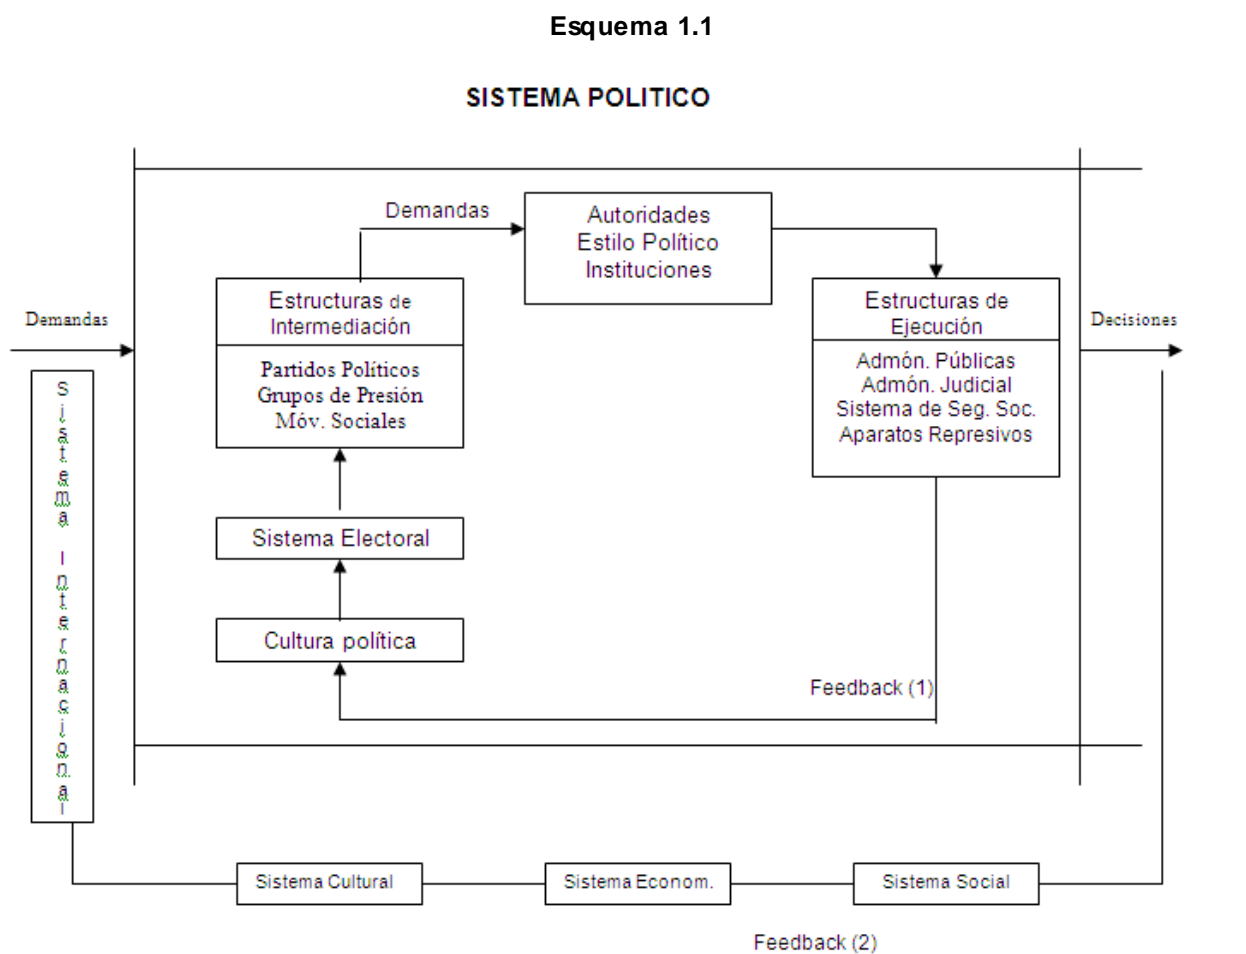 Esquema 1.1
SISTEMA POLITICO
Demandas
Autoridades
Estilo Político
Instituciones
Estructuras de
Intermediación
Partidos Políticos
Grupos de Presión
Móv. Sociales
Estructuras de
Ejecución
Admón. Públicas
Admón. Judicial
Sistema de Seg. Soc.
Aparatos Represivos
Demandas
Decisiones
Sistema Internacional
Sistema Electoral
Cultura política
Feedback (1)
Sistema Cultural
Sistema Econom.
Sistema Social
Feedback (2)